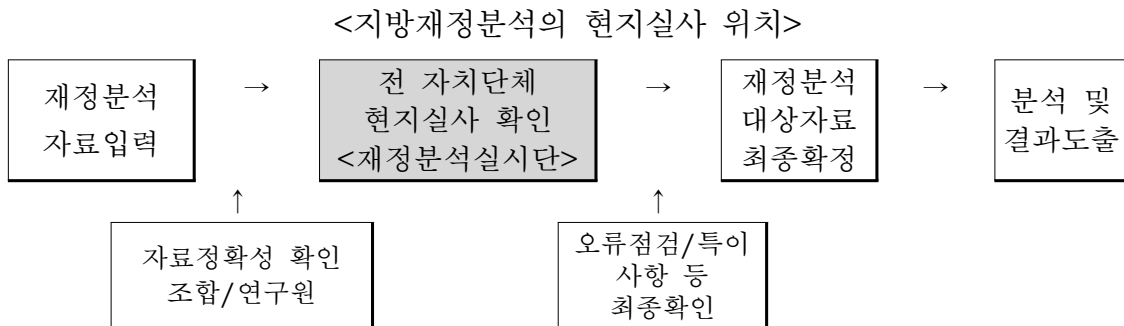 <지방재정분석의 현지실사 위치>
재정분석
자료입력
→
전 자치단체
현지실사 확인
<재정분석실시단>
→
재정분석
대상자료
최종확정
→
분석 및
결과도출
↑
자료정확성 확인
조합/연구원
↑
오류점검/특이
사항 등
최종확인